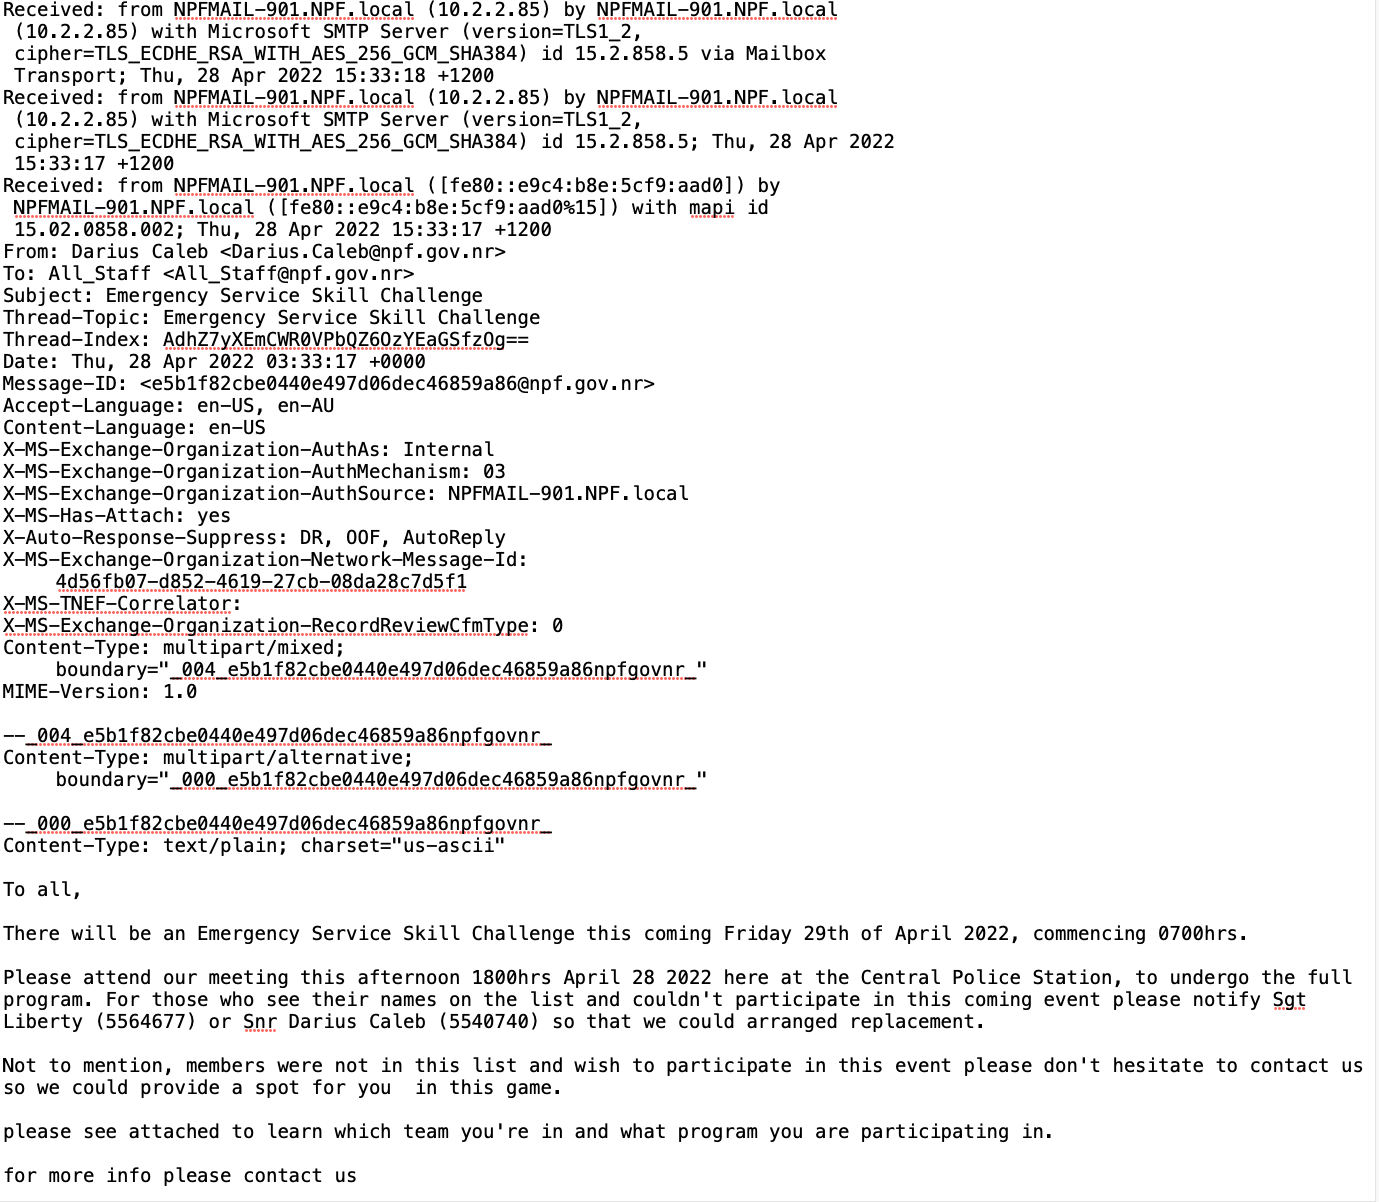 Received: from NPFMAIL-901.NPF.local (10.2.2.85) by NPFMAIL-901.NPF.local
 (10.2.2.85) with Microsoft SMTP Server (version=TLS1_2,
 cipher=TLS_ECDHE_RSA_WITH_AES_256_GCM_SHA384) id 15.2.858.5 via Mailbox
 Transport; Thu, 28 Apr 2022 15:33:18 +1200
Received: from NPFMAIL-901.NPF.local (10.2.2.85) by NPFMAIL-901.NPF.local
 (10.2.2.85) with Microsoft SMTP Server (version=TLS1_2,
 cipher=TLS_ECDHE_RSA_WITH_AES_256_GCM_SHA384) id 15.2.858.5; Thu, 28 Apr 2022
 15:33:17 +1200
Received: from NPFMAIL-901.NPF.local ([fe80::e9c4:b8e:5cf9:aad0]) by
 NPFMAIL-901.NPF.local ([fe80::e9c4:b8e:5cf9:aad0%15]) with mapi id
 15.02.0858.002; Thu, 28 Apr 2022 15:33:17 +1200
From: Darius Caleb <Darius.Caleb@npf.gov.nr>
To: All_Staff <All_Staff@npf.gov.nr>
Subject: Emergency Service Skill Challenge
Thread-Topic: Emergency Service Skill Challenge
Thread-Index: AdhZ7yXEmCWR0VPbQZ6OzYEaGSfzOg==
Date: Thu, 28 Apr 2022 03:33:17 +0000
Message-ID: <e5b1f82cbe0440e497d06dec46859a86@npf.gov.nr>
Accept-Language: en-US, en-AU
Content-Language: en-US
X-MS-Exchange-Organization-AuthAs: Internal
X-MS-Exchange-Organization-AuthMechanism: 03
X-MS-Exchange-Organization-AuthSource: NPFMAIL-901.NPF.local
X-MS-Has-Attach: yes
X-Auto-Response-Suppress: DR, OOF, AutoReply
X-MS-Exchange-Organization-Network-Message-Id:
	4d56fb07-d852-4619-27cb-08da28c7d5f1
X-MS-TNEF-Correlator:
X-MS-Exchange-Organization-RecordReviewCfmType: 0
Content-Type: multipart/mixed;
	boundary="_004_e5b1f82cbe0440e497d06dec46859a86npfgovnr_"
MIME-Version: 1.0

--_004_e5b1f82cbe0440e497d06dec46859a86npfgovnr_
Content-Type: multipart/alternative;
	boundary="_000_e5b1f82cbe0440e497d06dec46859a86npfgovnr_"

--_000_e5b1f82cbe0440e497d06dec46859a86npfgovnr_
Content-Type: text/plain; charset="us-ascii"

To all,

There will be an Emergency Service Skill Challenge this coming Friday 29th of April 2022, commencing 0700hrs.

Please attend our meeting this afternoon 1800hrs April 28 2022 here at the Central Police Station, to undergo the full
program. For those who see their names on the list and couldn't participate in this coming event please notify Sgt
Liberty (5564677) or Snr Darius Caleb (5540740) so that we could arranged replacement.

Not to mention, members were not in this list and wish to participate in this event please don't hesitate to contact us
so we could provide a spot for you  in this game.

please see attached to learn which team you're in and what program you are participating in.

for more info please contact us